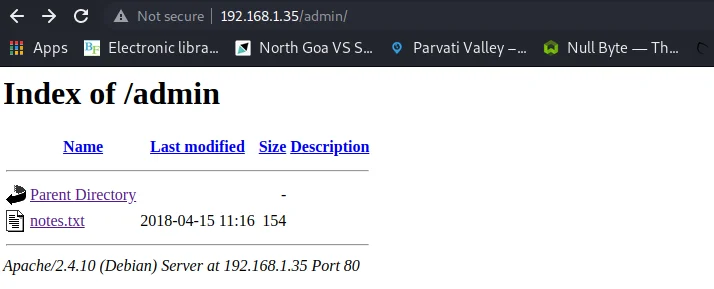 Not secure | 192.168.1.35/admin/
Apps Electronic libra... North Goa VS S... Parvati Valley –... Null Byte — Th...
Index of /admin
Name Last modified Size Description
Parent Directory -
notes.txt 2018-04-15 11:16 154
Apache/2.4.10 (Debian) Server at 192.168.1.35 Port 80